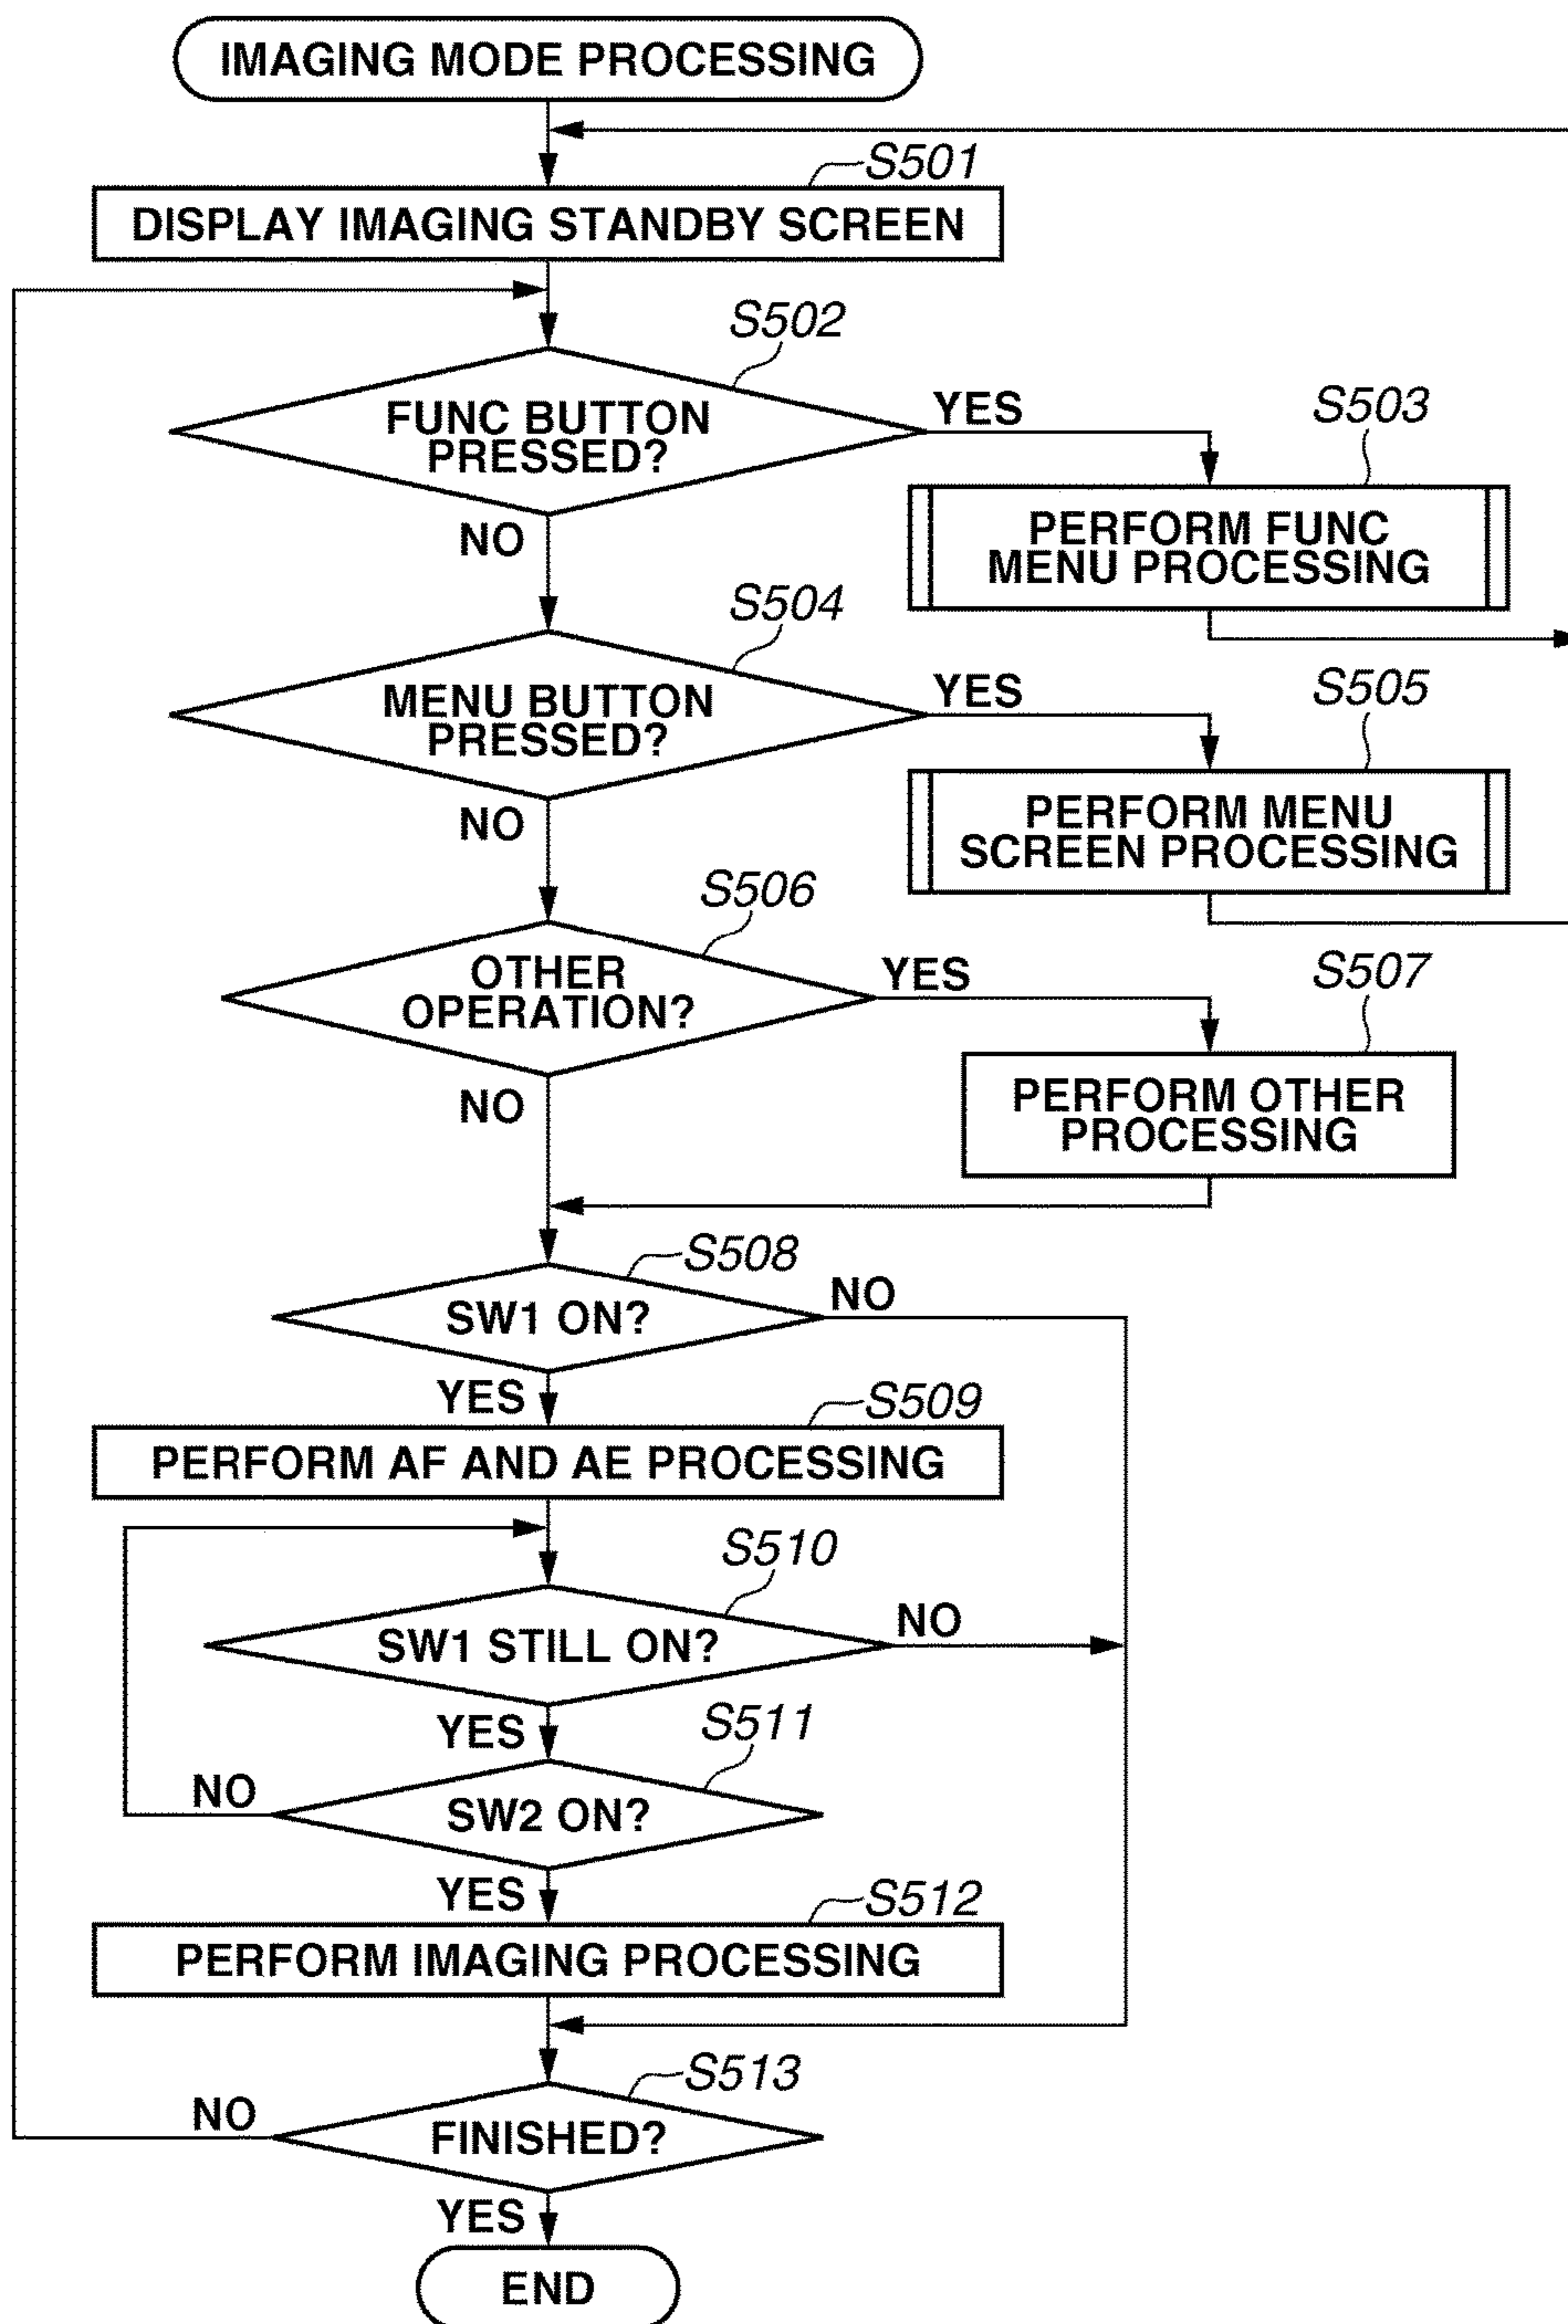 IMAGING MODE PROCESSING
S501
DISPLAY IMAGING STANDBY SCREEN
S502
FUNC BUTTON
PRESSED?
YES
NO
S503
PERFORM FUNC
MENU PROCESSING
S504
MENU BUTTON
PRESSED?
YES
NO
S505
PERFORM MENU
SCREEN PROCESSING
S506
OTHER
OPERATION?
YES
NO
S507
PERFORM OTHER
PROCESSING
S508
SW1 ON?
NO
YES
S509
PERFORM AF AND AE PROCESSING
S510
SW1 STILL ON?
NO
YES
S511
SW2 ON?
NO
YES
S512
PERFORM IMAGING PROCESSING
S513
FINISHED?
NO
YES
END